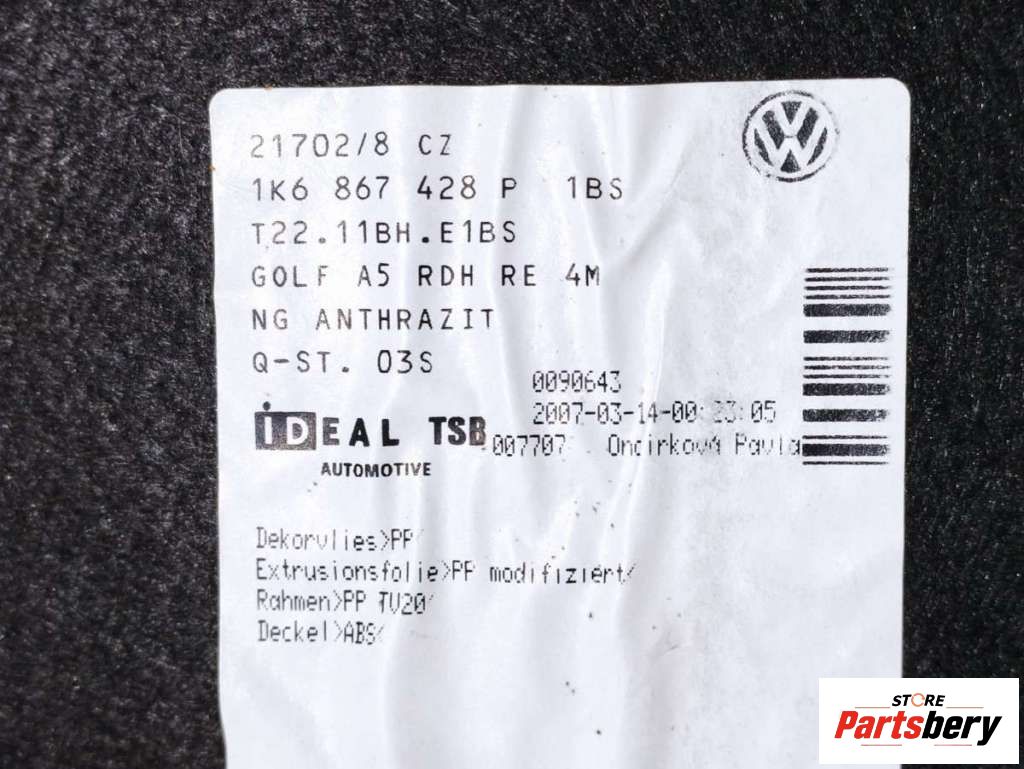 21702/8 CZ
1K6 867 428 P 1BS
T22.11BH.E1BS
GOLF A5 RDH RE 4M
NG ANTHRAZIT
Q-ST. 03S
0090643
2007-03-14-00:23:05
007707 Oncirková Pavla
iDEAL TSB
AUTOMOTIVE
Dekorvlies>PP<
Extrusionsfolie>PP modifiziert<
Rahmen>PP TV20<
Deckel>ABS<
STORE
Partsbery